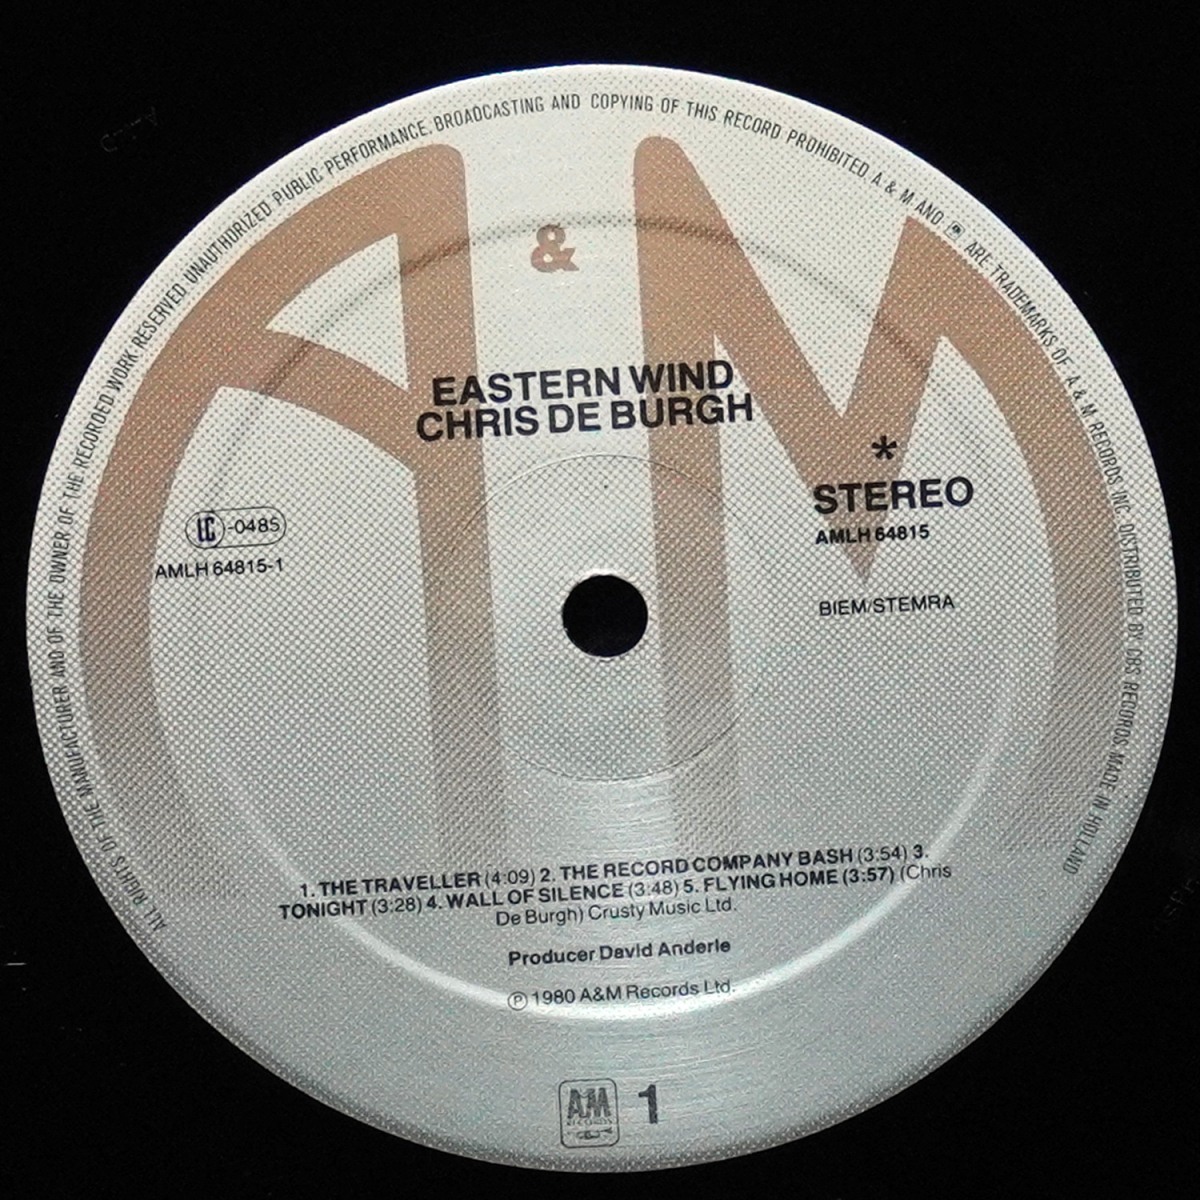 ALL RIGHTS OF THE MANUFACTURER AND OF THE OWNER OF THE RECORDED WORK RESERVED UNAUTHORIZED PUBLIC PERFORMANCE, BROADCASTING AND COPYING OF THIS RECORD PROHIBITED A & M AND ARE TRADEMARKS OF A & M RECORDS INC. DISTRIBUTED BY CBS RECORDS MADE IN HOLLAND
A & M
EASTERN WIND
CHRIS DE BURGH
*
STEREO
AMLH 64815
LC -0485
AMLH 64815-1
BIEM/STEMRA
1. THE TRAVELLER (4:09) 2. THE RECORD COMPANY BASH (3:54) 3.
TONIGHT (3:28) 4. WALL OF SILENCE (3:48) 5. FLYING HOME (3:57) (Chris
De Burgh) Crusty Music Ltd.
Producer David Anderle
℗ 1980 A&M Records Ltd.
A&M
RECORDS
1